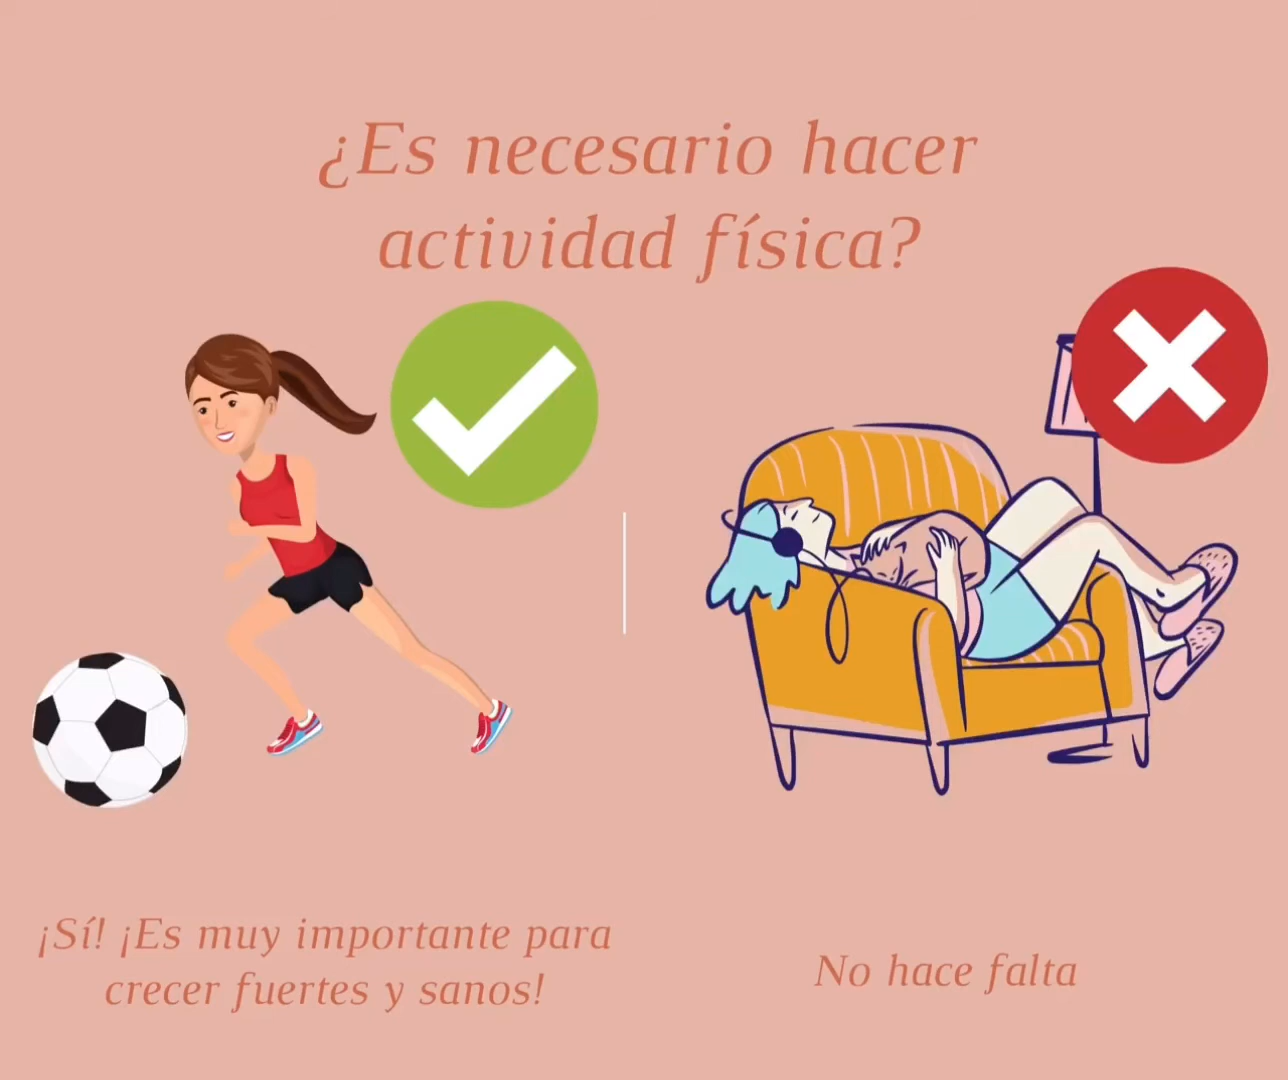 ¿Es necesario hacer
actividad física?
¡Sí! ¡Es muy importante para
crecer fuertes y sanos!
No hace falta